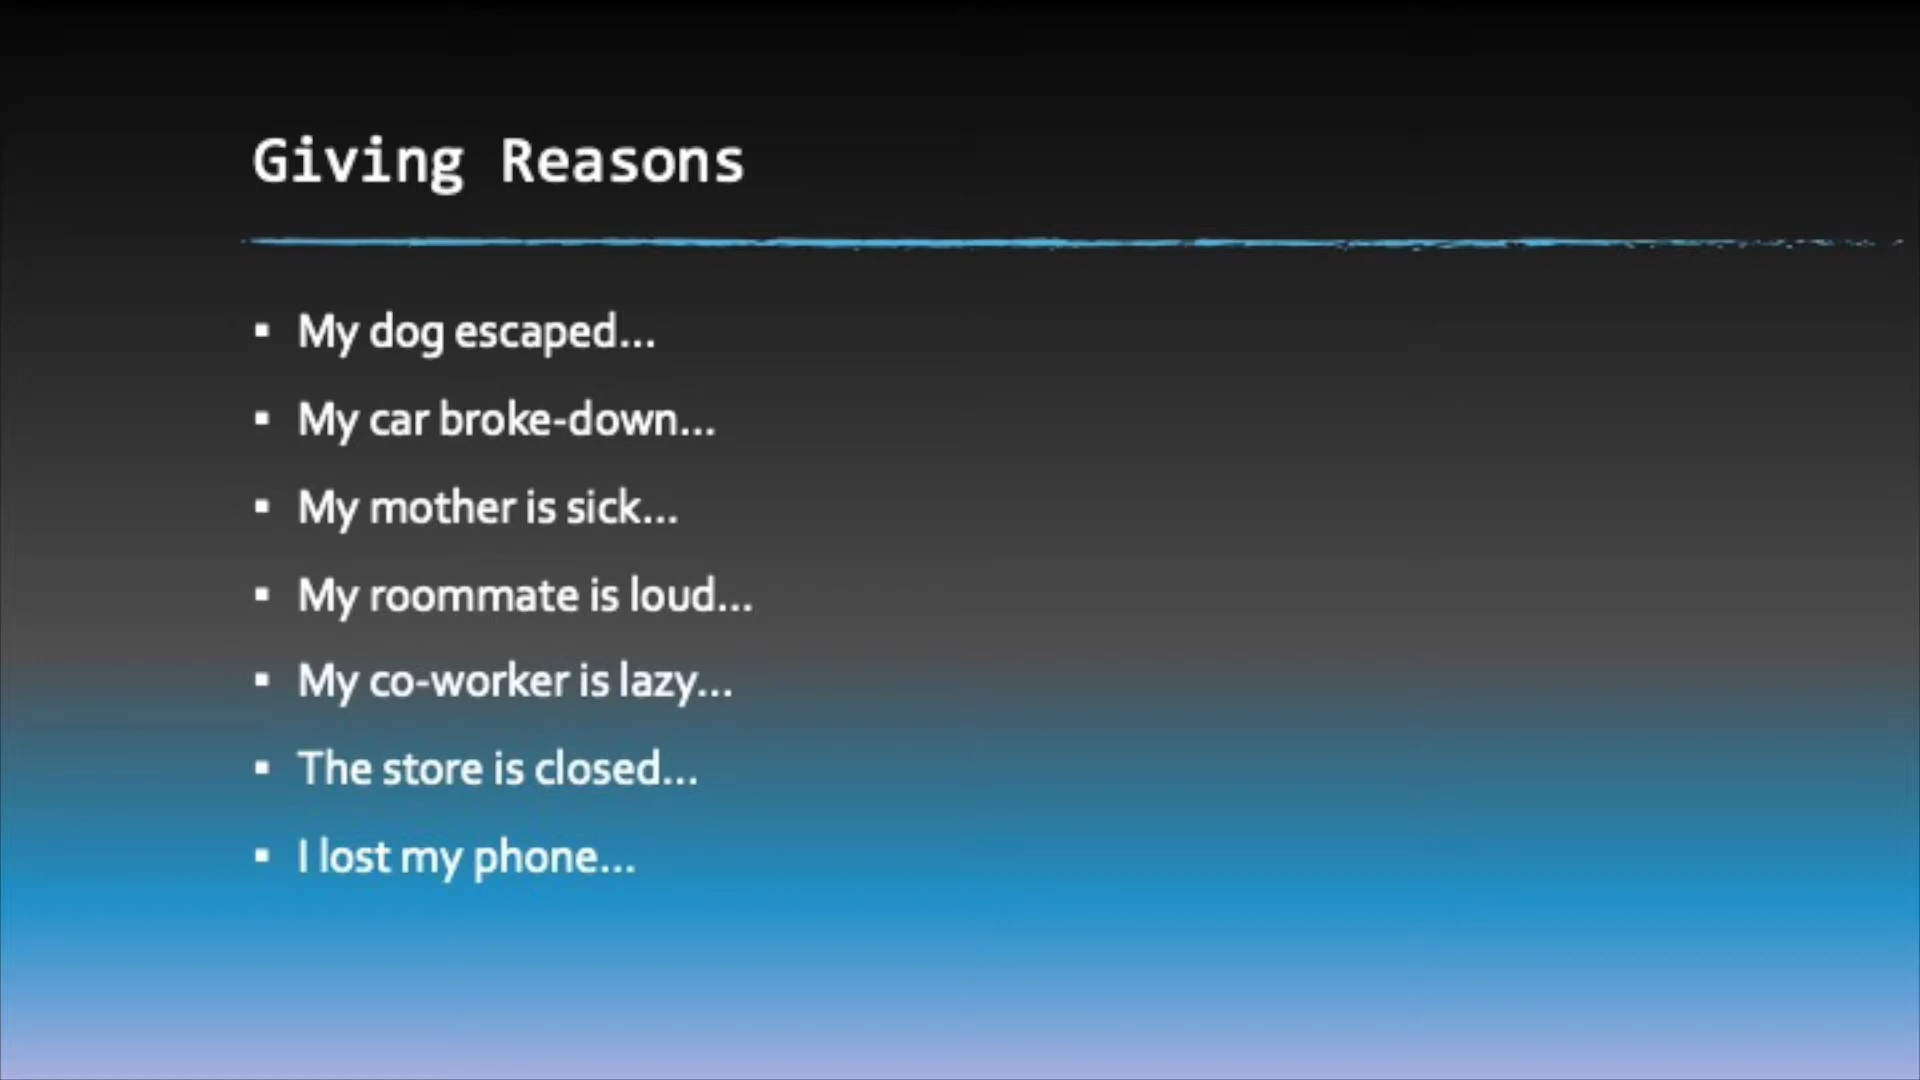 Giving Reasons
▪ My dog escaped...
▪ My car broke-down...
▪ My mother is sick...
▪ My roommate is loud...
▪ My co-worker is lazy...
▪ The store is closed...
▪ I lost my phone...